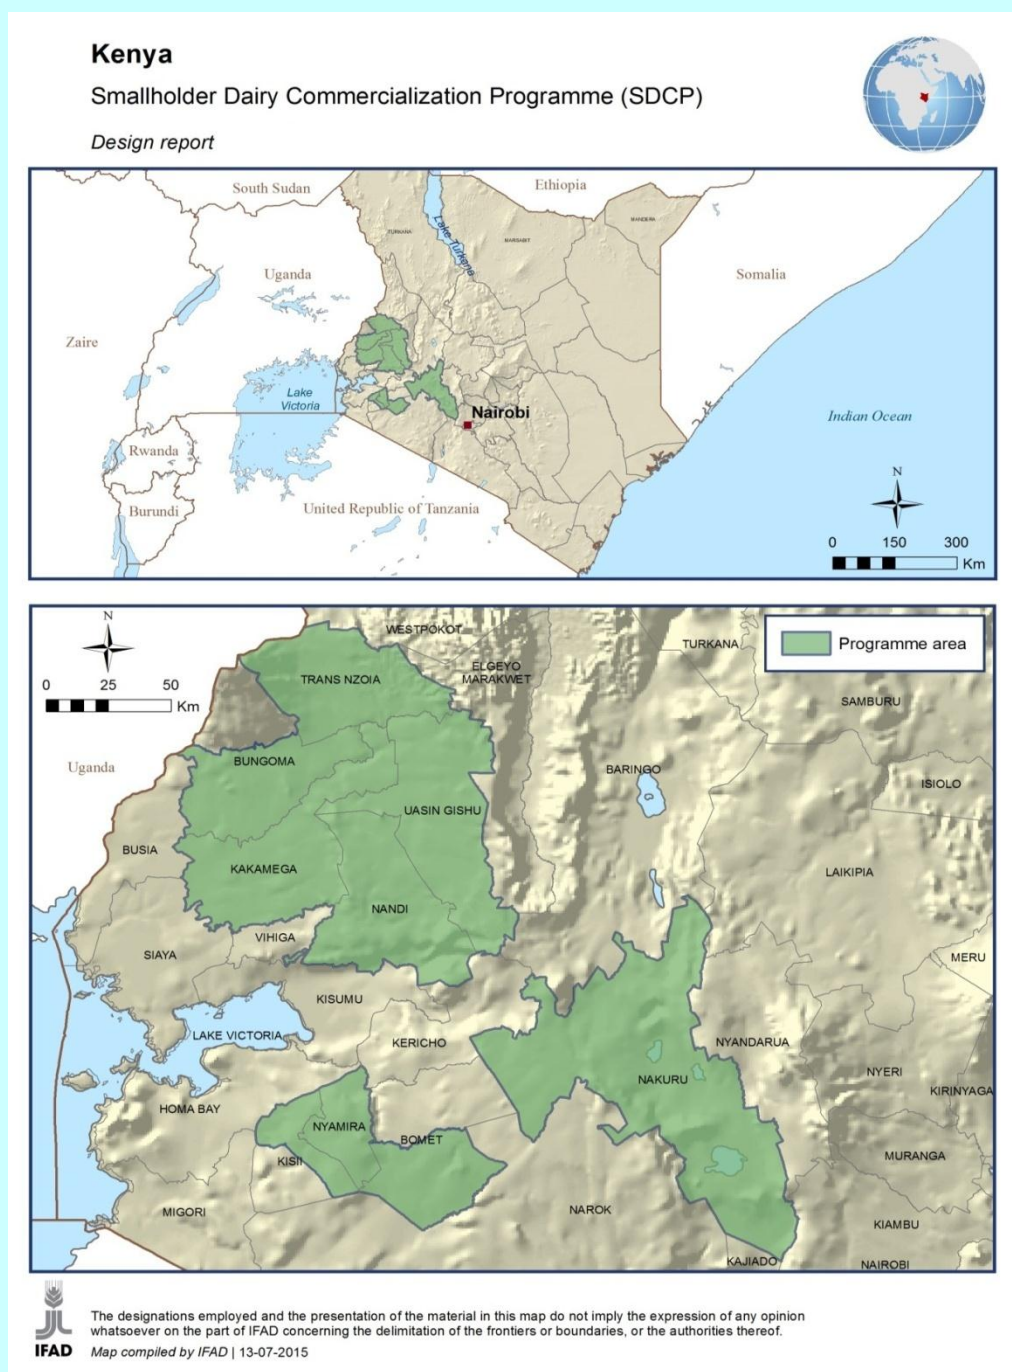 Kenya
Smallholder Dairy Commercialization Programme (SDCP)
Design report
South Sudan
Ethiopia
TURKANA
Lake Turkana
MARSABIT
MANDERA
Uganda
Somalia
Zaire
Lake
Victoria
Nairobi
Indian Ocean
Rwanda
Burundi
United Republic of Tanzania
N
0 150 300
Km
N
0 25 50
Km
Programme area
WESTPOKOT
TURKANA
TRANS NZOIA
ELGEYO
MARAKWET
SAMBURU
Uganda
BUNGOMA
BARINGO
ISIOLO
UASIN GISHU
BUSIA
KAKAMEGA
LAIKIPIA
NANDI
VIHIGA
SIAYA
MERU
KISUMU
LAKE VICTORIA
KERICHO
NYANDARUA
NYERI
NAKURU
KIRINYAGA
HOMA BAY
NYAMIRA
BOMET
KISII
MURANGA
MIGORI
NAROK
KIAMBU
KAJIADO
NAIROBI
IFAD
The designations employed and the presentation of the material in this map do not imply the expression of any opinion
whatsoever on the part of IFAD concerning the delimitation of the frontiers or boundaries, or the authorities thereof.
Map compiled by IFAD | 13-07-2015